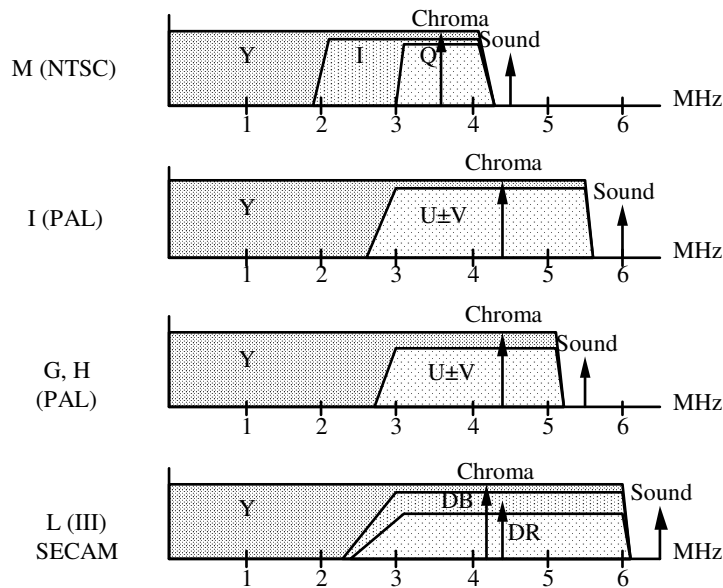 Chroma
Y I Q Sound
M (NTSC)
MHz
1 2 3 4 5 6
Chroma
Sound
I (PAL) Y U±V
MHz
1 2 3 4 5 6
Chroma
Sound
G, H Y U±V
(PAL)
MHz
1 2 3 4 5 6
Chroma
Y DB Sound
L (III)
SECAM DR
MHz
1 2 3 4 5 6